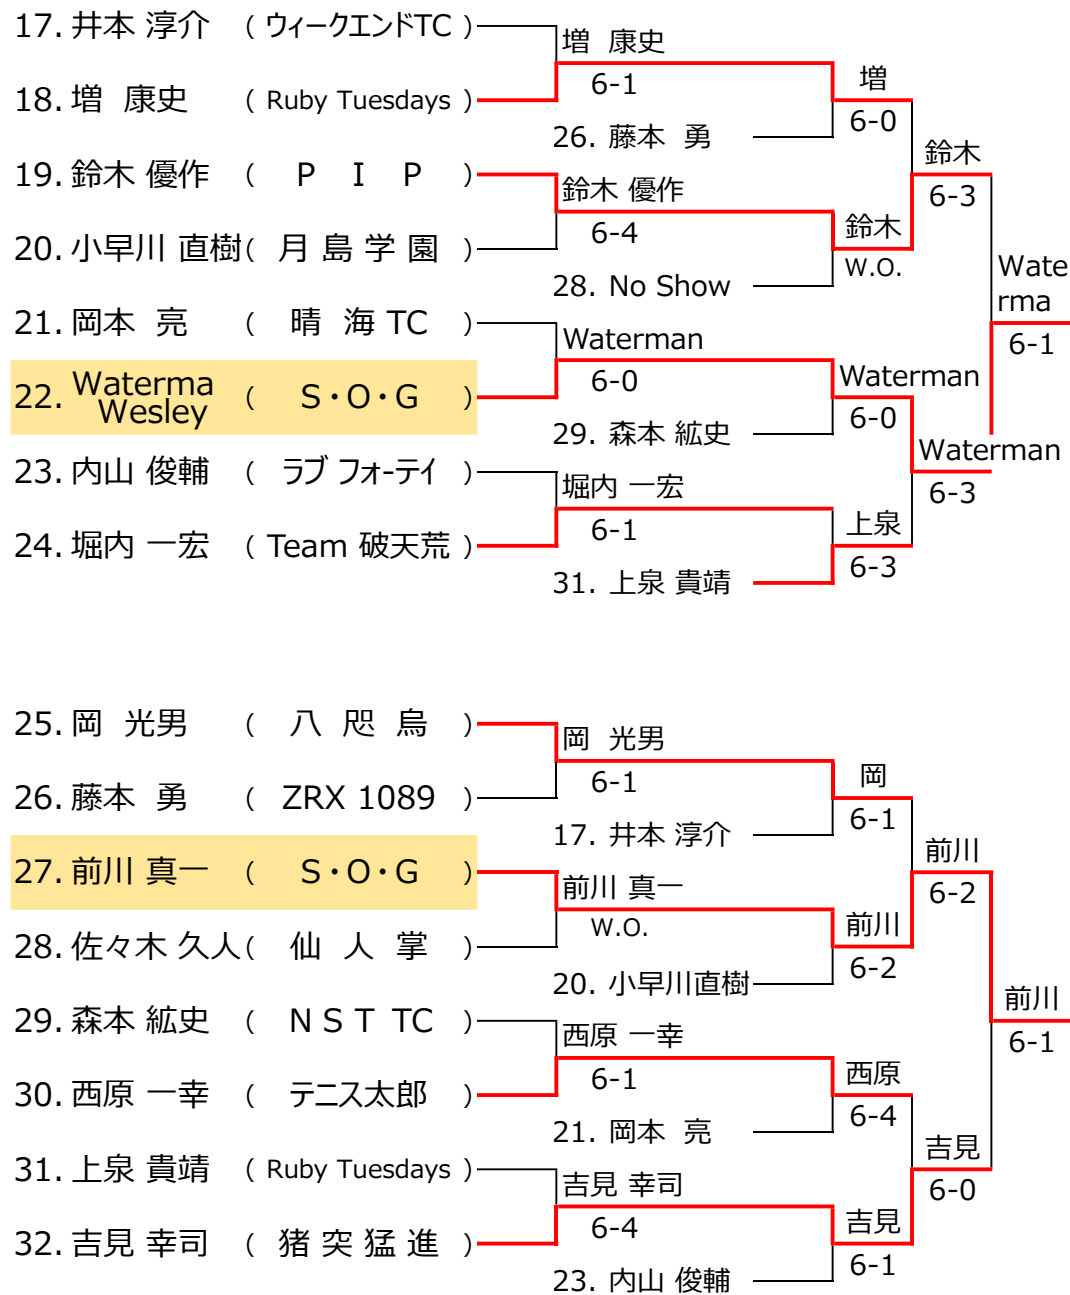 17. 井本 淳介 ( ウィークエンドTC )
増 康史
6-1
増
6-0
18. 増 康史 ( Ruby Tuesdays )
26. 藤本 勇
鈴木
6-3
19. 鈴木 優作 ( P I P )
鈴木 優作
6-4
鈴木
W.O.
20. 小早川 直樹 ( 月 島 学 園 )
28. No Show
Wate
rma
6-1
21. 岡本 亮 ( 晴 海 TC )
Waterman
6-0
Waterman
6-0
22. Waterma
Wesley ( S・O・G )
29. 森本 紘史
Waterman
6-3
23. 内山 俊輔 ( ラブ フォーテイ )
堀内 一宏
6-1
上泉
6-3
24. 堀内 一宏 ( Team 破天荒 )
31. 上泉 貴靖
25. 岡 光男 ( 八 咫 烏 )
岡 光男
6-1
岡
6-1
26. 藤本 勇 ( ZRX 1089 )
17. 井本 淳介
前川
6-2
27. 前川 真一 ( S・O・G )
前川 真一
W.O.
前川
6-2
28. 佐々木 久人 ( 仙 人 掌 )
20. 小早川直樹
前川
6-1
29. 森本 紘史 ( N S T TC )
西原 一幸
6-1
西原
6-4
30. 西原 一幸 ( テニス太郎 )
21. 岡本 亮
吉見
6-0
31. 上泉 貴靖 ( Ruby Tuesdays )
吉見 幸司
6-4
吉見
6-1
32. 吉見 幸司 ( 猪 突 猛 進 )
23. 内山 俊輔